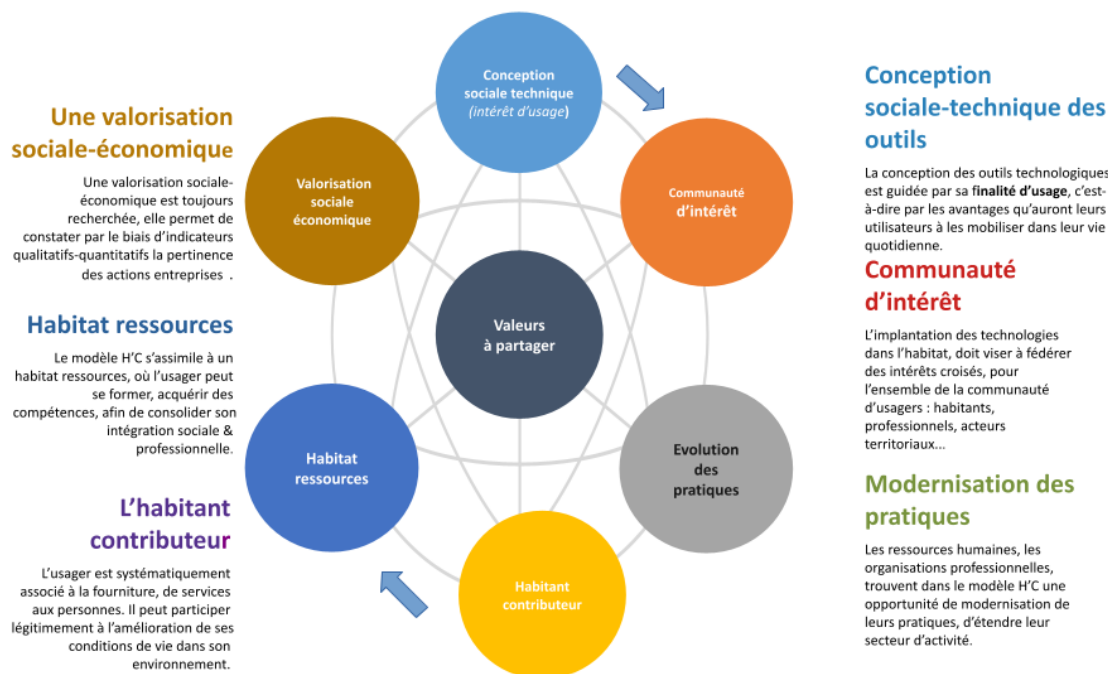 Conception
sociale technique
(intérêt d'usage)
Communauté
d'intérêt
Evolution
des
pratiques
Habitant
contributeur
Habitat
ressources
Valorisation
sociale
économique
Valeurs
à partager
Une valorisation
sociale-économique
Une valorisation sociale-
économique est toujours
recherchée, elle permet de
constater par le biais d'indicateurs
qualitatifs-quantitatifs la pertinence
des actions entreprises .
Habitat ressources
Le modèle H'C s'assimile à un
habitat ressources, où l'usager peut
se former, acquérir des
compétences, afin de consolider son
intégration sociale &
professionnelle.
L'habitant
contributeur
L'usager est systématiquement
associé à la fourniture, de services
aux personnes. Il peut participer
légitimement à l'amélioration de ses
conditions de vie dans son
environnement.
Conception
sociale-technique des
outils
La conception des outils technologiques
est guidée par sa finalité d'usage, c'est-
à-dire par les avantages qu'auront leurs
utilisateurs à les mobiliser dans leur vie
quotidienne.
Communauté
d'intérêt
L'implantation des technologies
dans l'habitat, doit viser à fédérer
des intérêts croisés, pour
l'ensemble de la communauté
d'usagers : habitants,
professionnels, acteurs
territoriaux...
Modernisation des
pratiques
Les ressources humaines, les
organisations professionnelles,
trouvent dans le modèle H'C une
opportunité de modernisation de
leurs pratiques, d'étendre leur
secteur d'activité.